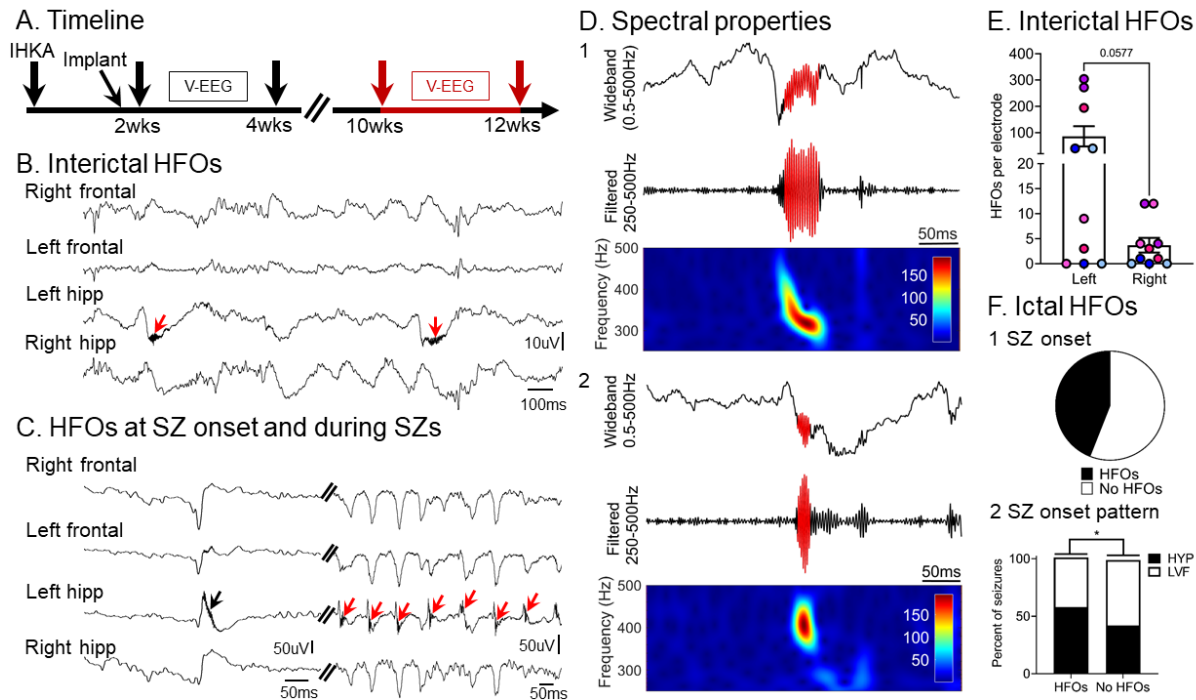 A. Timeline
IHKA
Implant
V-EEG
V-EEG
2wks
4wks
10wks
12wks
B. Interictal HFOs
Right frontal
Left frontal
Left hipp
Right hipp
10uV
100ms
C. HFOs at SZ onset and during SZs
Right frontal
Left frontal
Left hipp
Right hipp
50uV
50uV
50ms
50ms
D. Spectral properties
1
Wideband
(0.5-500Hz)
Filtered
250-500Hz
50ms
Frequency (Hz)
500
400
300
150
100
50
0
2
Wideband
0.5-500Hz
Filtered
250-500Hz
50ms
Frequency (Hz)
500
400
300
150
100
50
0
E. Interictal HFOs
0.0577
HFOs per electrode
400
300
200
100
20
15
10
5
0
Left
Right
F. Ictal HFOs
1 SZ onset
HFOs
No HFOs
2 SZ onset pattern
*
HYP
LVF
Percent of seizures
100
50
0
HFOs
No HFOs